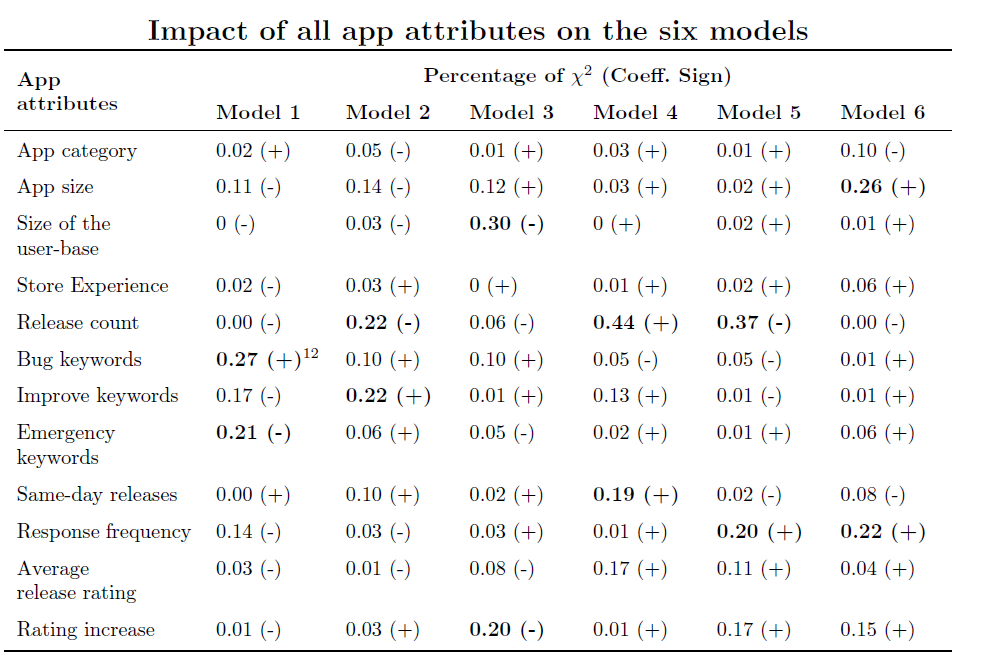 Impact of all app attributes on the six models
App Percentage of χ² (Coeff. Sign)
attributes
Model 1 Model 2 Model 3 Model 4 Model 5 Model 6
App category 0.02 (+) 0.05 (-) 0.01 (+) 0.03 (+) 0.01 (+) 0.10 (-)
App size 0.11 (-) 0.14 (-) 0.12 (+) 0.03 (+) 0.02 (+) 0.26 (+)
Size of the 0 (-) 0.03 (-) 0.30 (-) 0 (+) 0.02 (+) 0.01 (+)
user-base
Store Experience 0.02 (-) 0.03 (+) 0 (+) 0.01 (+) 0.02 (+) 0.06 (+)
Release count 0.00 (-) 0.22 (-) 0.06 (-) 0.44 (+) 0.37 (-) 0.00 (-)
Bug keywords 0.27 (+)¹² 0.10 (+) 0.10 (+) 0.05 (-) 0.05 (-) 0.01 (+)
Improve keywords 0.17 (-) 0.22 (+) 0.01 (+) 0.13 (+) 0.01 (-) 0.01 (+)
Emergency 0.21 (-) 0.06 (+) 0.05 (-) 0.02 (+) 0.01 (+) 0.06 (+)
keywords
Same-day releases 0.00 (+) 0.10 (+) 0.02 (+) 0.19 (+) 0.02 (-) 0.08 (-)
Response frequency 0.14 (-) 0.03 (-) 0.03 (+) 0.01 (+) 0.20 (+) 0.22 (+)
Average 0.03 (-) 0.01 (-) 0.08 (-) 0.17 (+) 0.11 (+) 0.04 (+)
release rating
Rating increase 0.01 (-) 0.03 (+) 0.20 (-) 0.01 (+) 0.17 (+) 0.15 (+)